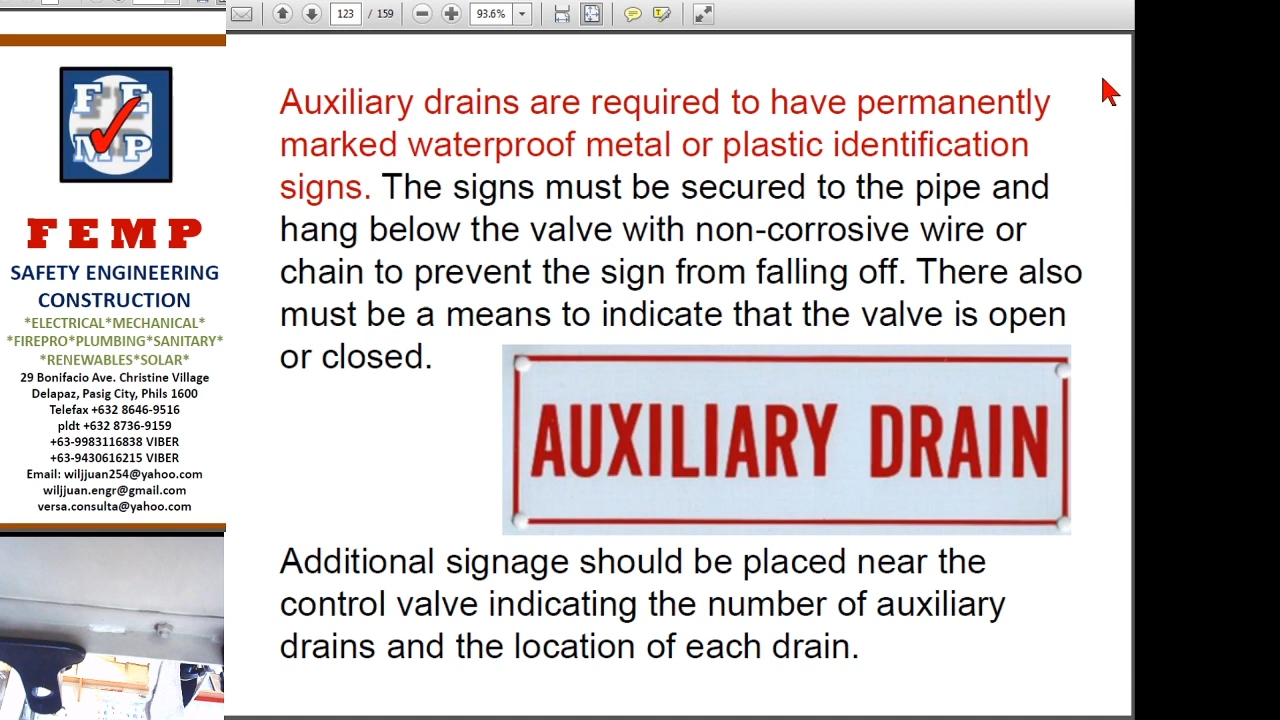 123 / 159
93.6%
F E
M P
FEMP
SAFETY ENGINEERING
CONSTRUCTION
*ELECTRICAL*MECHANICAL*
*FIREPRO*PLUMBING*SANITARY*
*RENEWABLES*SOLAR*
29 Bonifacio Ave. Christine Village
Delapaz, Pasig City, Phils 1600
Telefax +632 8646-9516
pldt +632 8736-9159
+63-9983116838 VIBER
+63-9430616215 VIBER
Email: wiljjuan254@yahoo.com
wiljjuan.engr@gmail.com
versa.consulta@yahoo.com
Auxiliary drains are required to have permanently
marked waterproof metal or plastic identification
signs. The signs must be secured to the pipe and
hang below the valve with non-corrosive wire or
chain to prevent the sign from falling off. There also
must be a means to indicate that the valve is open
or closed.
AUXILIARY DRAIN
Additional signage should be placed near the
control valve indicating the number of auxiliary
drains and the location of each drain.